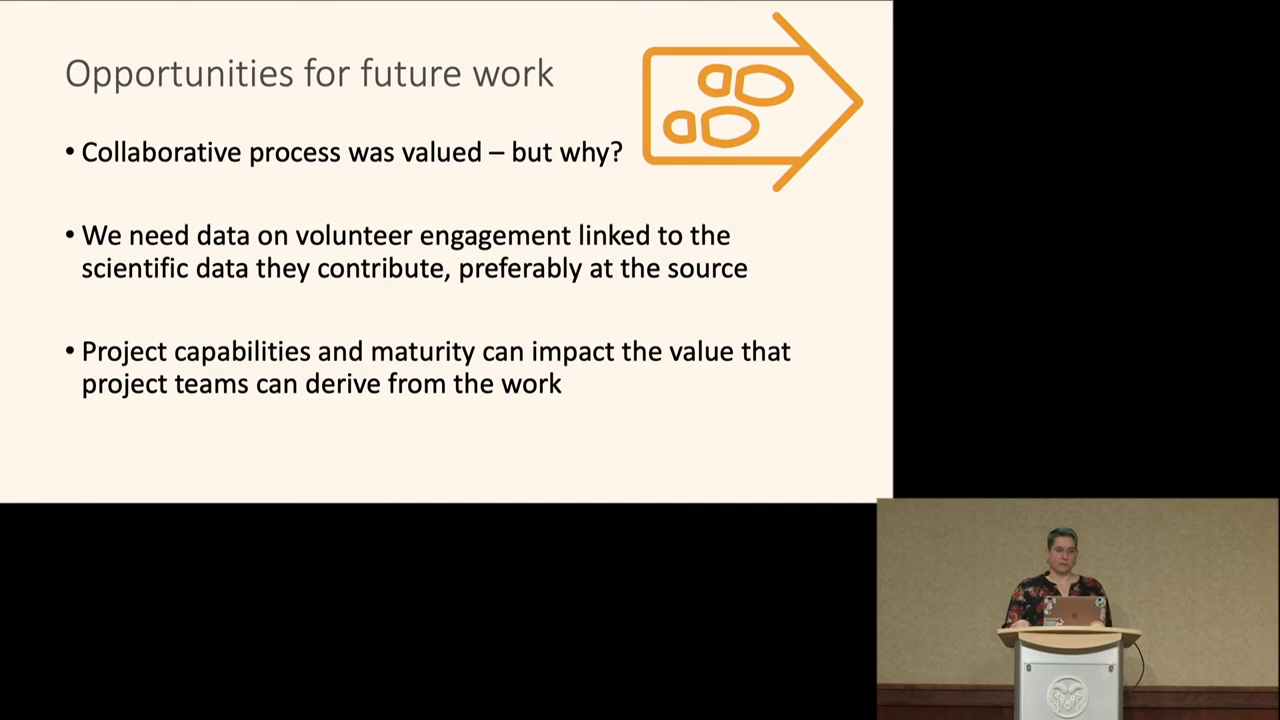 Opportunities for future work
• Collaborative process was valued – but why?
• We need data on volunteer engagement linked to the
scientific data they contribute, preferably at the source
• Project capabilities and maturity can impact the value that
project teams can derive from the work